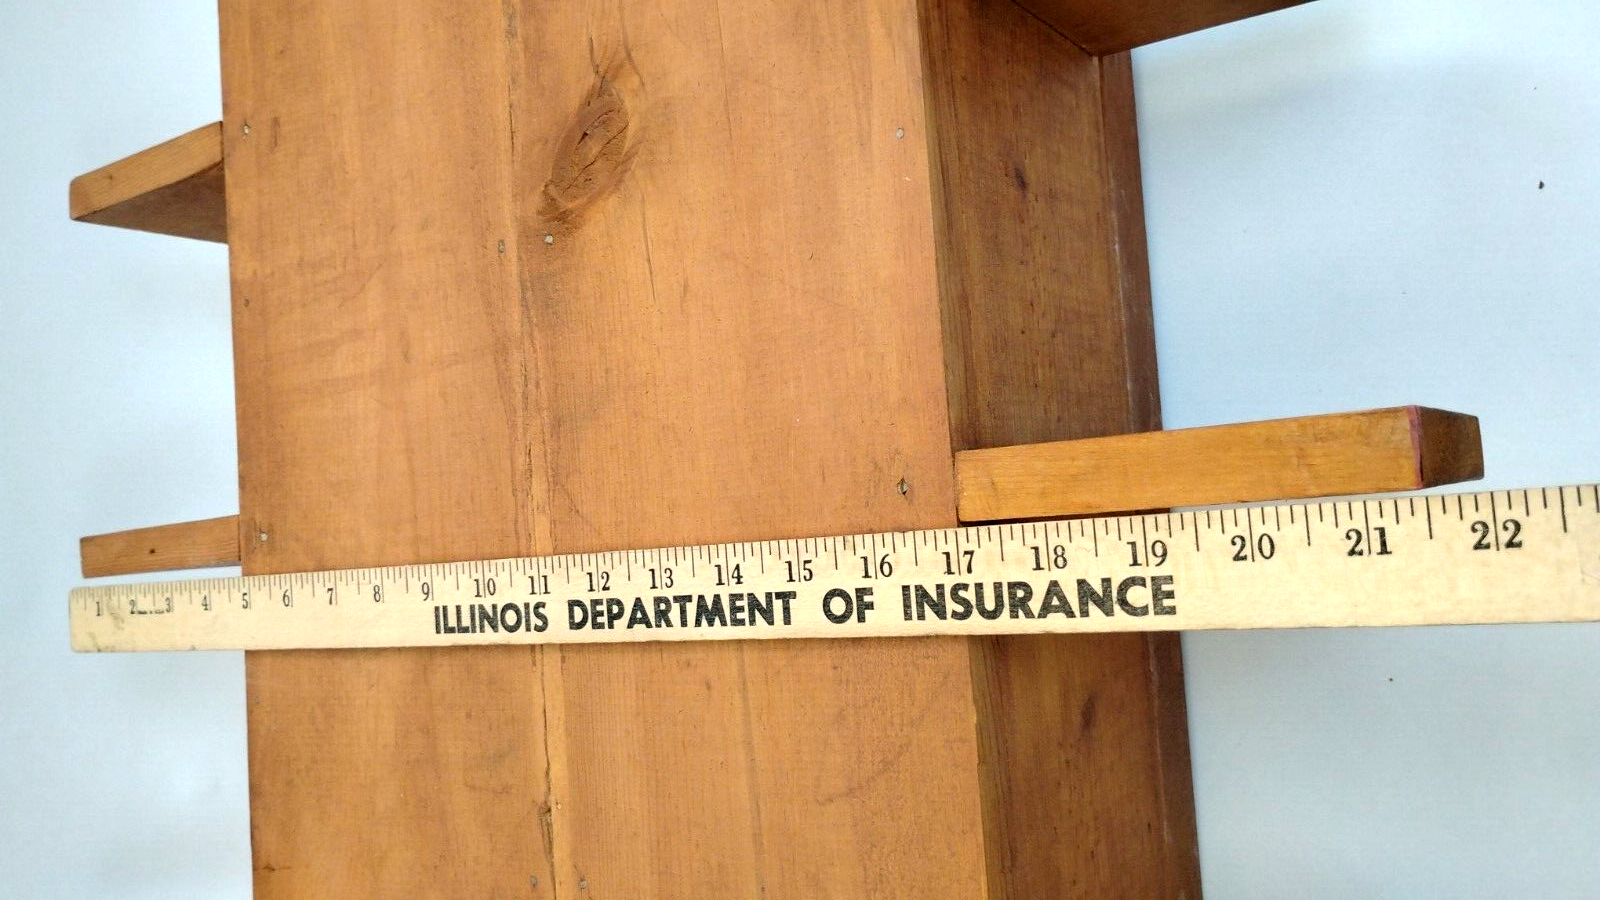 1 2 3 4 5 6 7 8 9 10 11 12 13 14 15 16 17 18 19 20 21 22
ILLINOIS DEPARTMENT OF INSURANCE